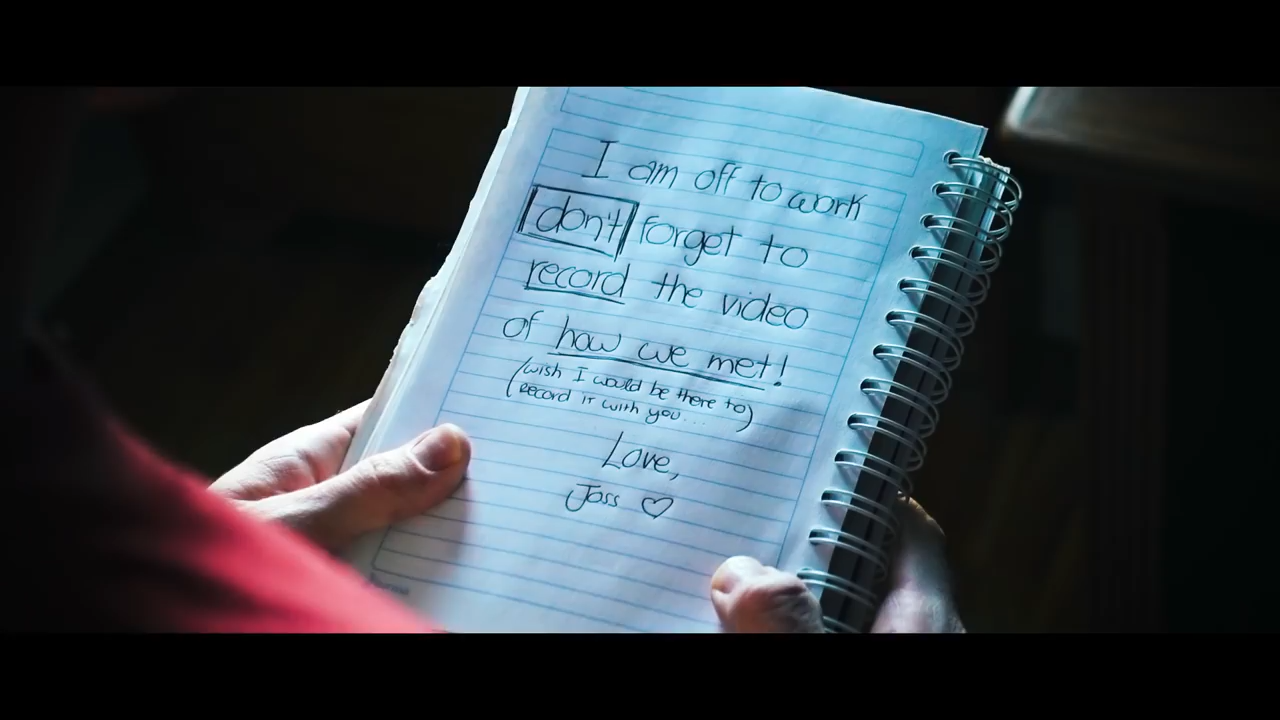 I am off to work
don't forget to
record the video
of how we met!
(wish I would be there to)
(record it with you...)
Love,
Joss ♡